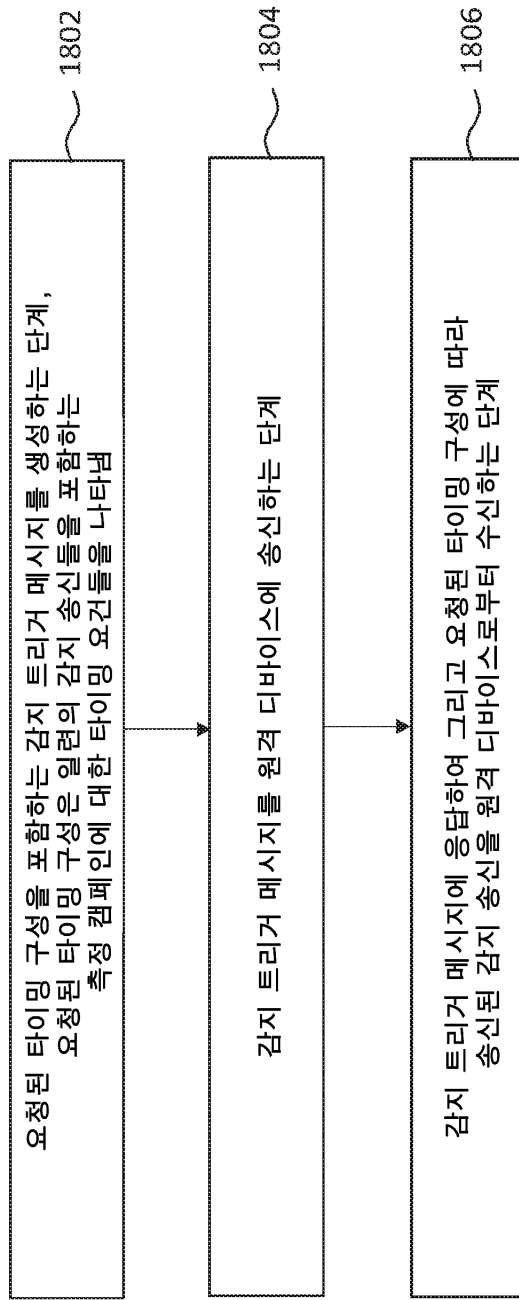 요청된 타이밍 구성을 포함하는 감지 트리거 메시지를 생성하는 단계,
요청된 타이밍 구성은 일련의 감지 송신들을 포함하는
측정 캠페인에 대한 타이밍 요건들을 나타냄
1802
감지 트리거 메시지를 원격 디바이스에 송신하는 단계
1804
감지 트리거 메시지에 응답하여 그리고 요청된 타이밍 구성에 따라
송신된 감지 송신을 원격 디바이스로부터 수신하는 단계
1806